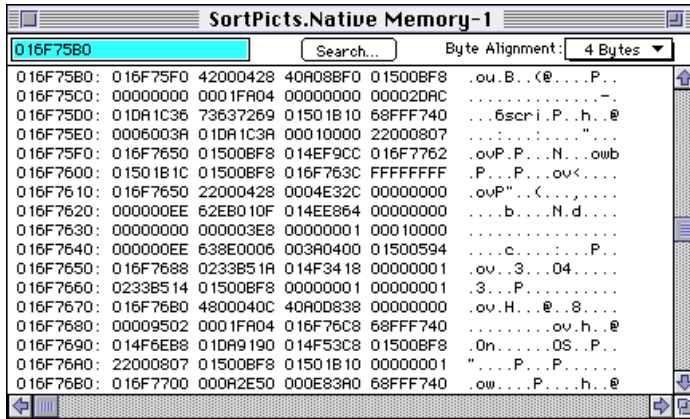 SortPicts.Native Memory-1
016F75B0 Search... Byte Alignment: 4 Bytes
016F75B0: 016F75F0 42000428 40A08BF0 01500BF8 .ou.B..(@....P..
016F75C0: 00000000 0001FA04 00000000 00002DAC ..............-.
016F75D0: 01DA1C36 73637269 01501B10 68FFF740 ...6scri.P..h..@
016F75E0: 0006003A 01DA1C3A 00010000 22000807 ...:...:...."...
016F75F0: 016F7650 01500BF8 014EF9CC 016F7762 .ovP.P...N...owb
016F7600: 01501B1C 01500BF8 016F763C FFFFFFFF .P...P...ov<....
016F7610: 016F7650 22000428 0004E32C 00000000 .ovP"..(...,....
016F7620: 000000EE 62EB010F 014EE864 00000000 ....b....N.d....
016F7630: 00000000 000003E8 00000001 00010000 ................
016F7640: 000000EE 638E0006 003A0400 01500594 ....c....:...P..
016F7650: 016F7688 0233B51A 014F3418 00000001 .ov..3...O4.....
016F7660: 0233B514 01500BF8 00000001 00000001 .3...P..........
016F7670: 016F76B0 4800040C 40A0D838 00000000 .ov.H...@..8....
016F7680: 00009502 0001FA04 016F76C8 68FFF740 .........ov.h..@
016F7690: 014F6EB8 01DA9190 014F53C8 01500BF8 .On......OS..P..
016F76A0: 22000807 01500BF8 01501B10 00000001 "....P...P......
016F76B0: 016F7700 000A2E50 000E83A0 68FFF740 .ow....P....h..@